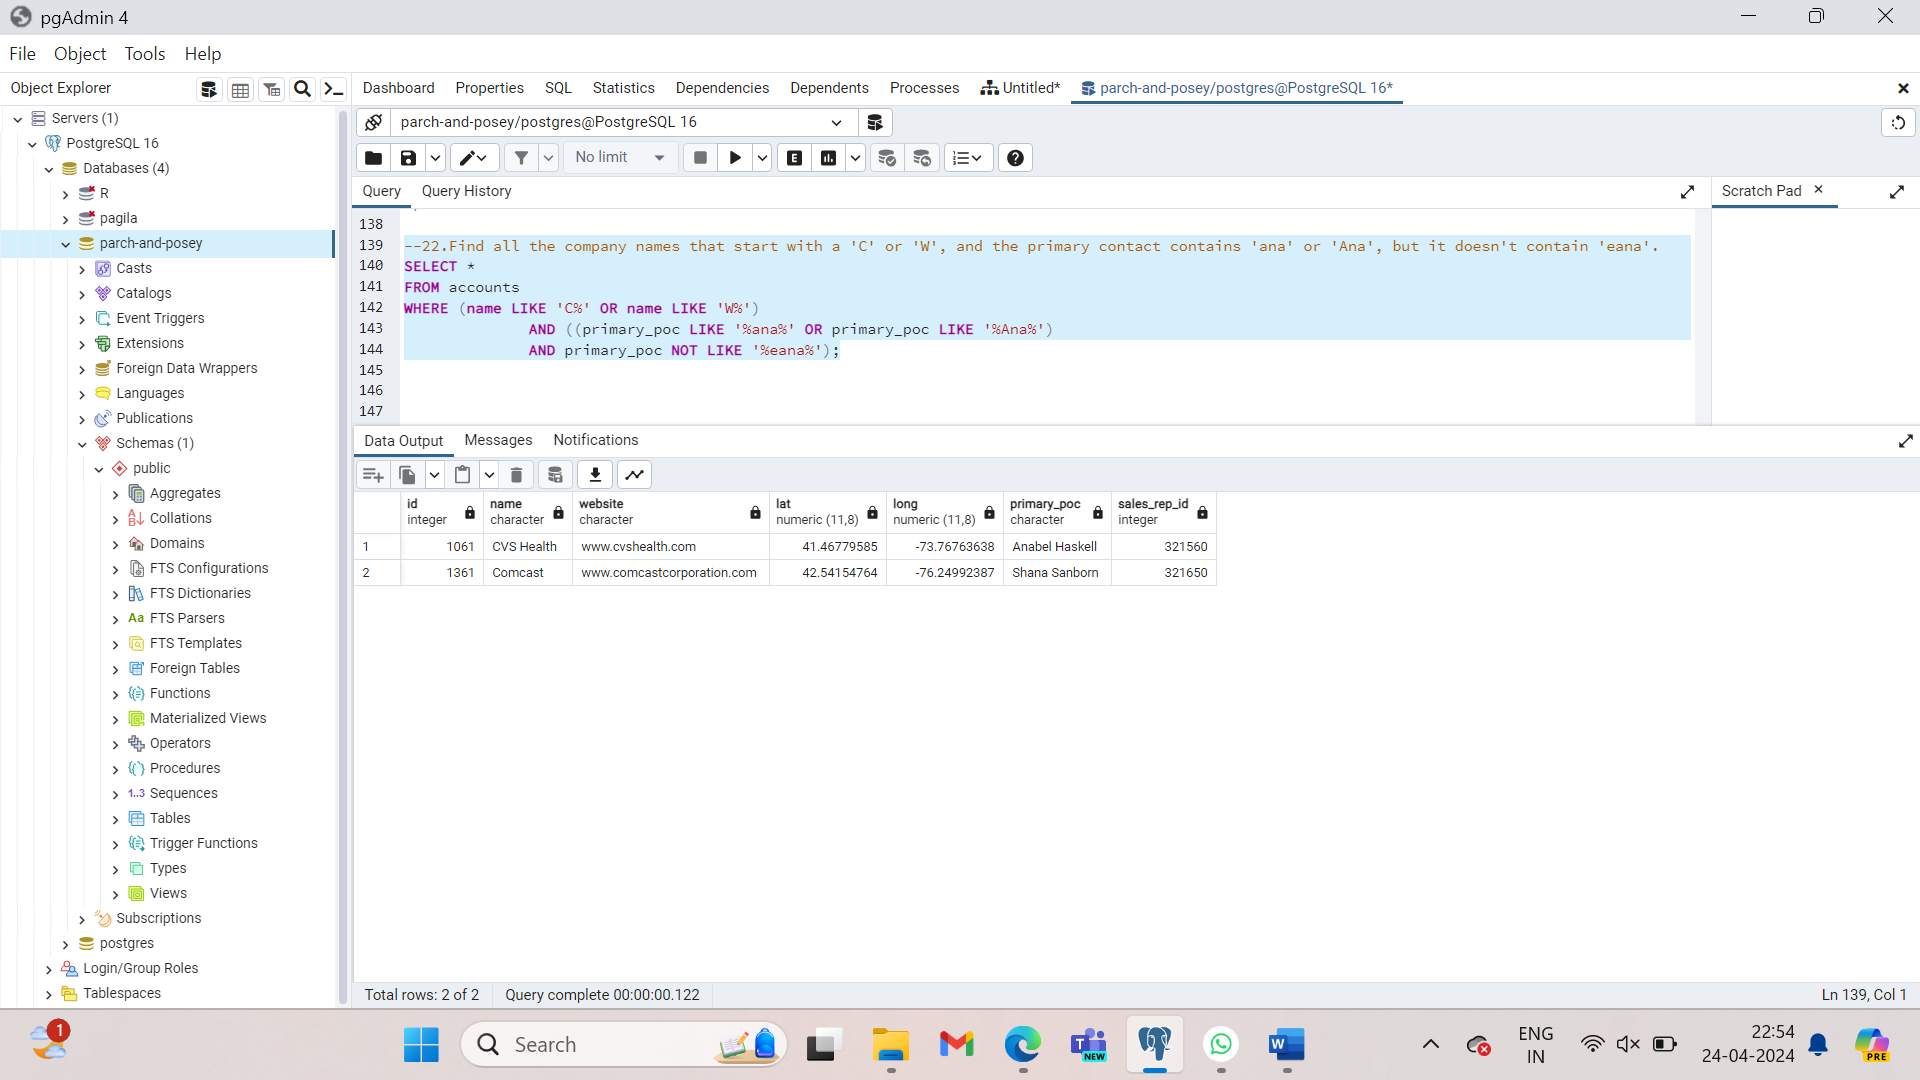 pgAdmin 4
File Object Tools Help
Object Explorer
Dashboard Properties SQL Statistics Dependencies Dependents Processes Untitled* parch-and-posey/postgres@PostgreSQL 16*
parch-and-posey/postgres@PostgreSQL 16
No limit
E
Query Query History
Scratch Pad
Servers (1)
PostgreSQL 16
Databases (4)
R
pagila
parch-and-posey
Casts
Catalogs
Event Triggers
Extensions
Foreign Data Wrappers
Languages
Publications
Schemas (1)
public
Aggregates
Collations
Domains
FTS Configurations
FTS Dictionaries
Aa FTS Parsers
FTS Templates
Foreign Tables
Functions
Materialized Views
Operators
Procedures
1..3 Sequences
Tables
Trigger Functions
Types
Views
Subscriptions
postgres
Login/Group Roles
Tablespaces
138
139 --22.Find all the company names that start with a 'C' or 'W', and the primary contact contains 'ana' or 'Ana', but it doesn't contain 'eana'.
140 SELECT *
141 FROM accounts
142 WHERE (name LIKE 'C%' OR name LIKE 'W%')
143 AND ((primary_poc LIKE '%ana%' OR primary_poc LIKE '%Ana%')
144 AND primary_poc NOT LIKE '%eana%');
145
146
147
Data Output Messages Notifications
id name website lat long primary_poc sales_rep_id
integer character character numeric (11,8) numeric (11,8) character integer
1 1061 CVS Health www.cvshealth.com 41.46779585 -73.76763638 Anabel Haskell 321560
2 1361 Comcast www.comcastcorporation.com 42.54154764 -76.24992387 Shana Sanborn 321650
Total rows: 2 of 2 Query complete 00:00:00.122 Ln 139, Col 1
1
Search
NEW
ENG
IN
22:54
24-04-2024
PRE